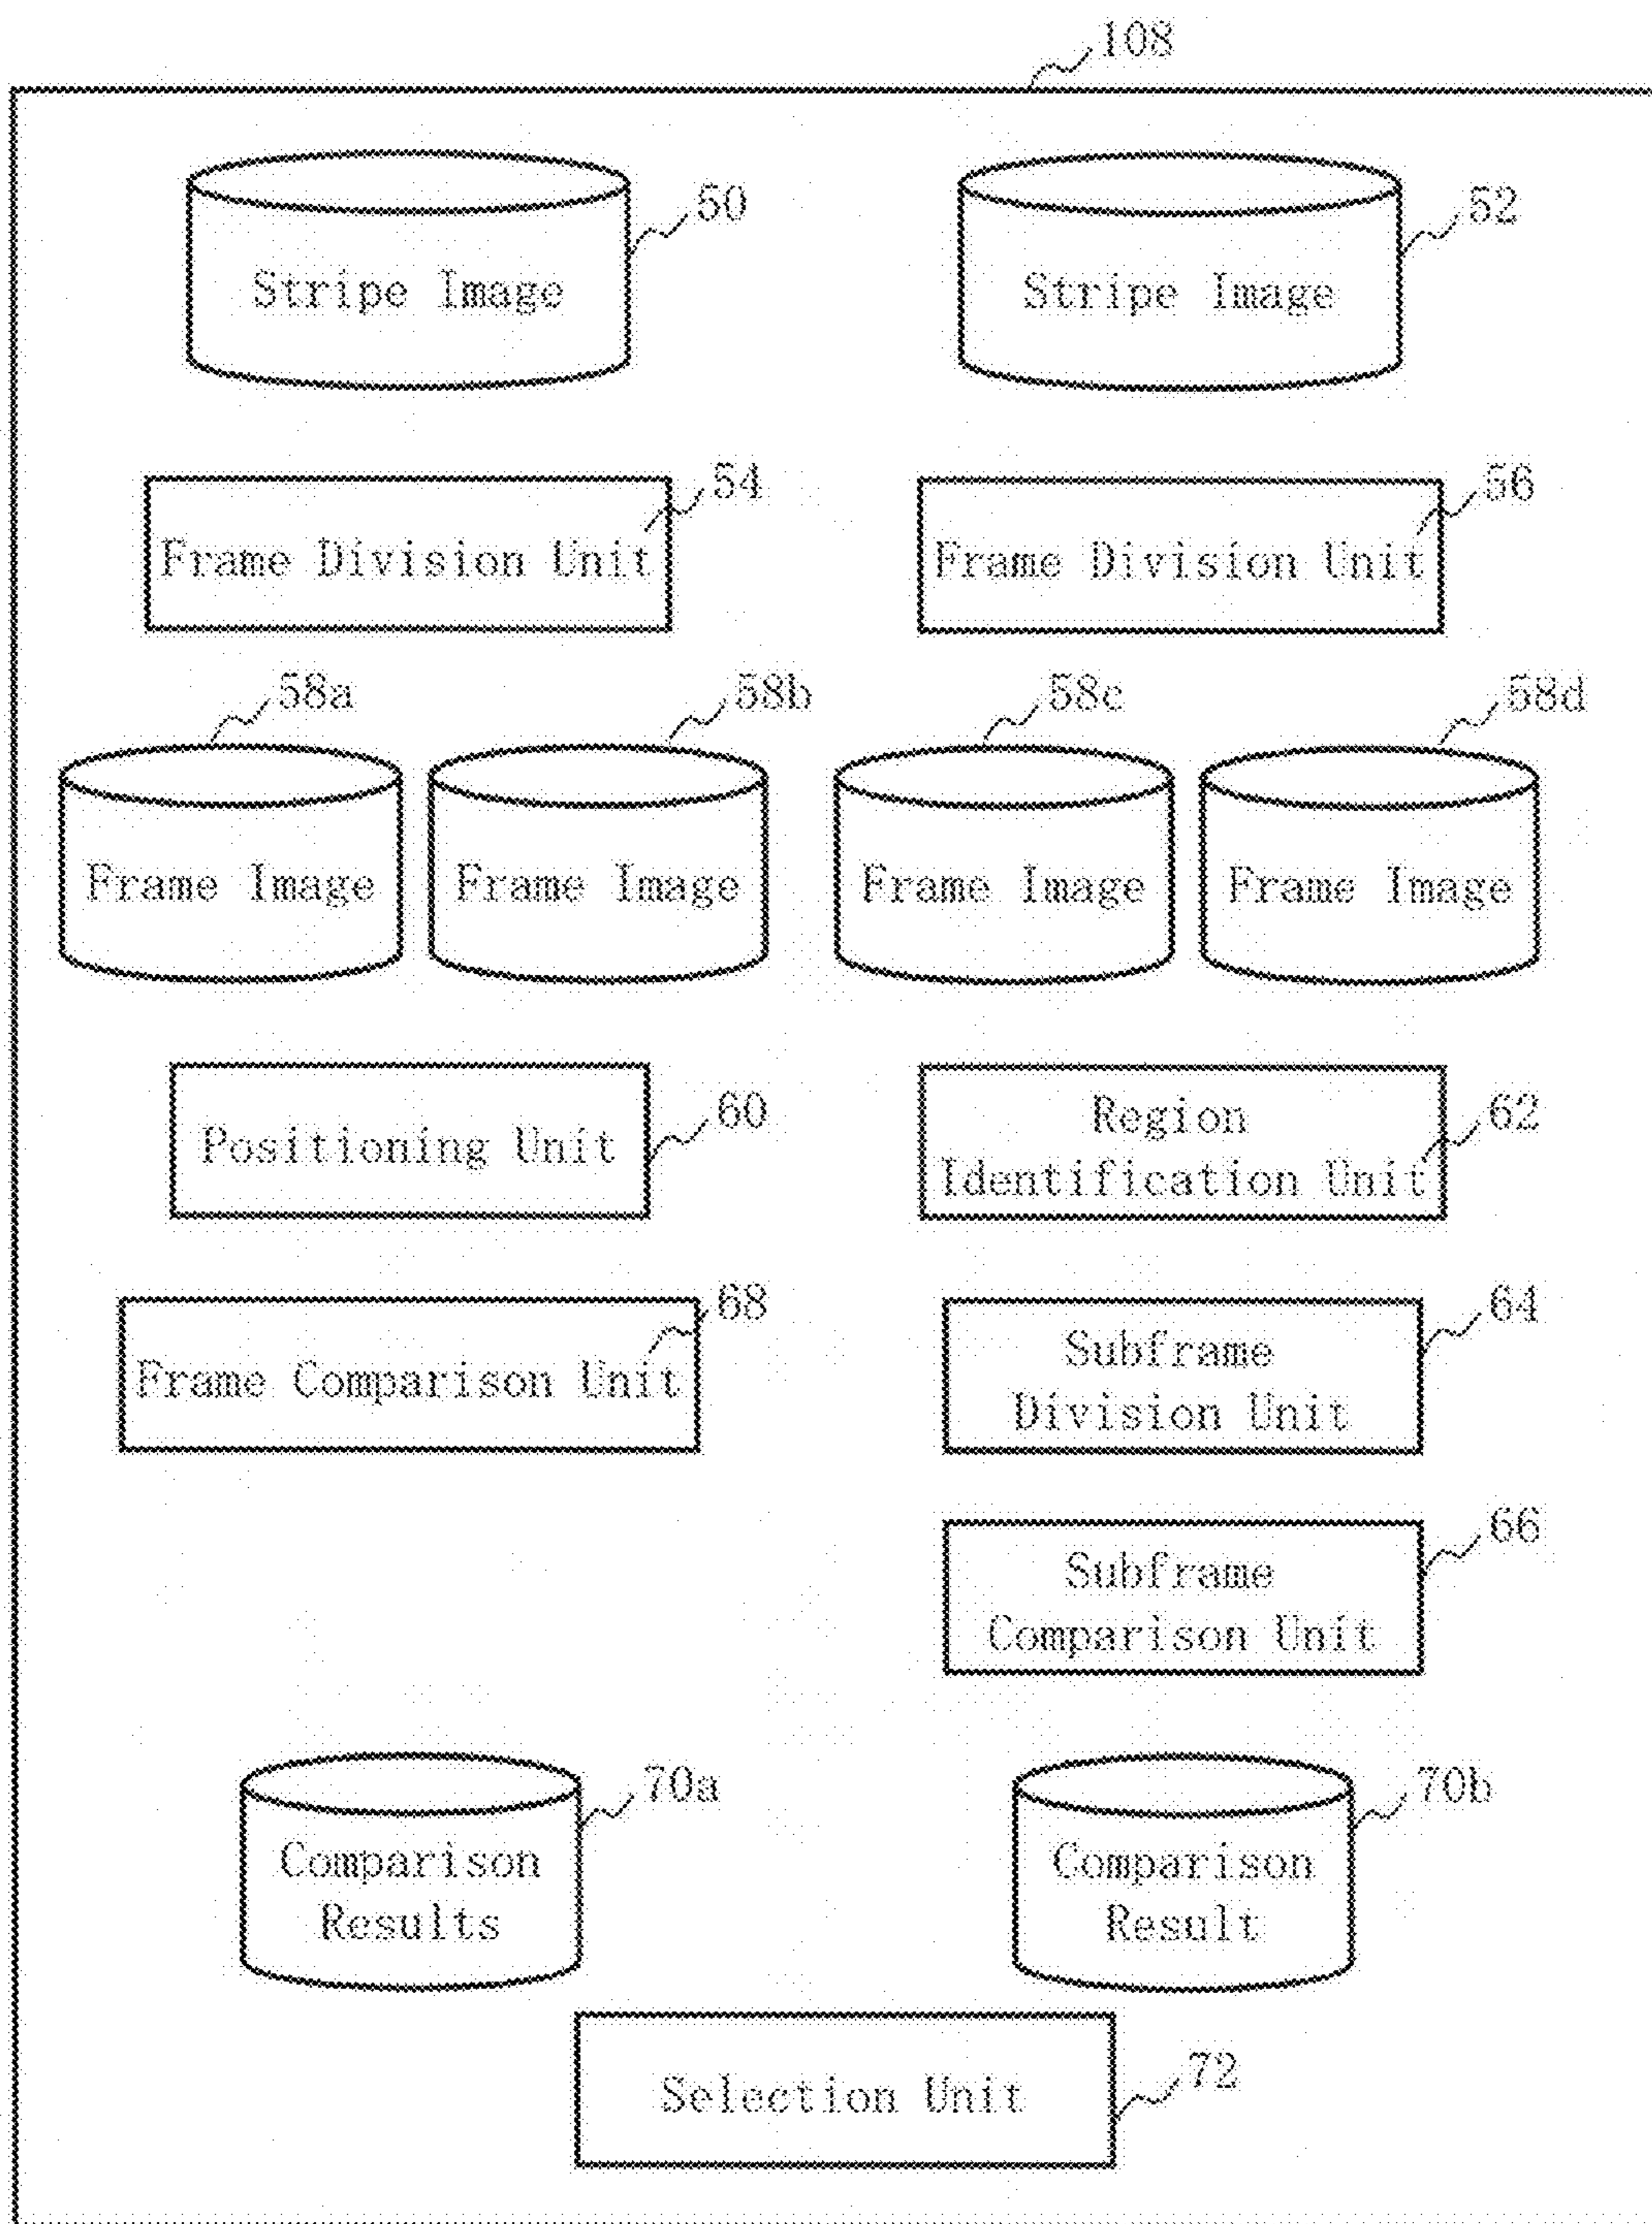 108
50
52
Stripe Image
Stripe Image
54
56
Frame Division Unit
Frame Division Unit
58a
58b
58c
58d
Frame Image
Frame Image
Frame Image
Frame Image
60
62
Positioning Unit
Region
Identification Unit
68
64
Frame Comparison Unit
Subframe
Division Unit
66
Subframe
Comparison Unit
70a
70b
Comparison
Results
Comparison
Result
72
Selection Unit